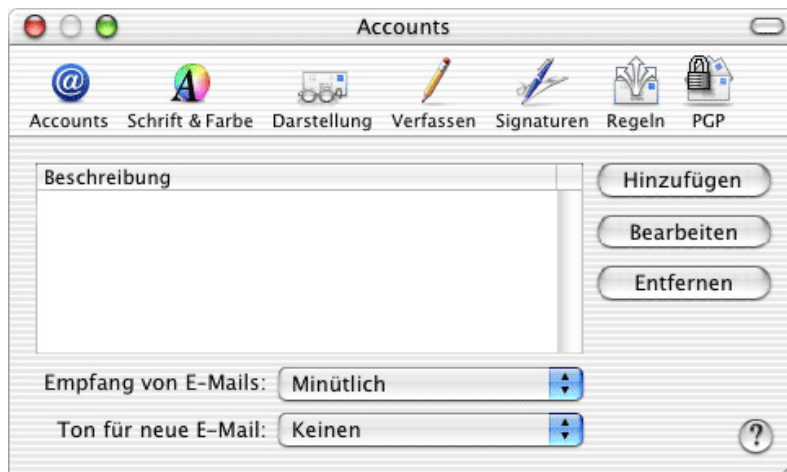 Accounts
Accounts Schrift & Farbe Darstellung Verfassen Signaturen Regeln PGP
Beschreibung
Hinzufügen
Bearbeiten
Entfernen
Empfang von E-Mails: Minütlich
Ton für neue E-Mail: Keinen
?